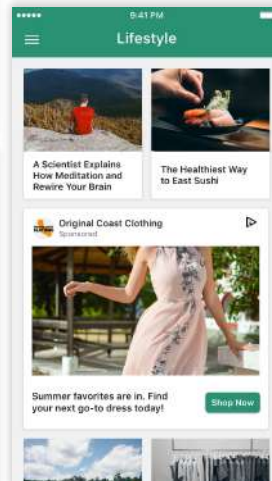 9:41 PM
Lifestyle
A Scientist Explains
How Meditation and
Rewire Your Brain
The Healthiest Way
to East Sushi
Original Coast Clothing
Sponsored
Summer favorites are in. Find
your next go-to dress today!
Shop Now